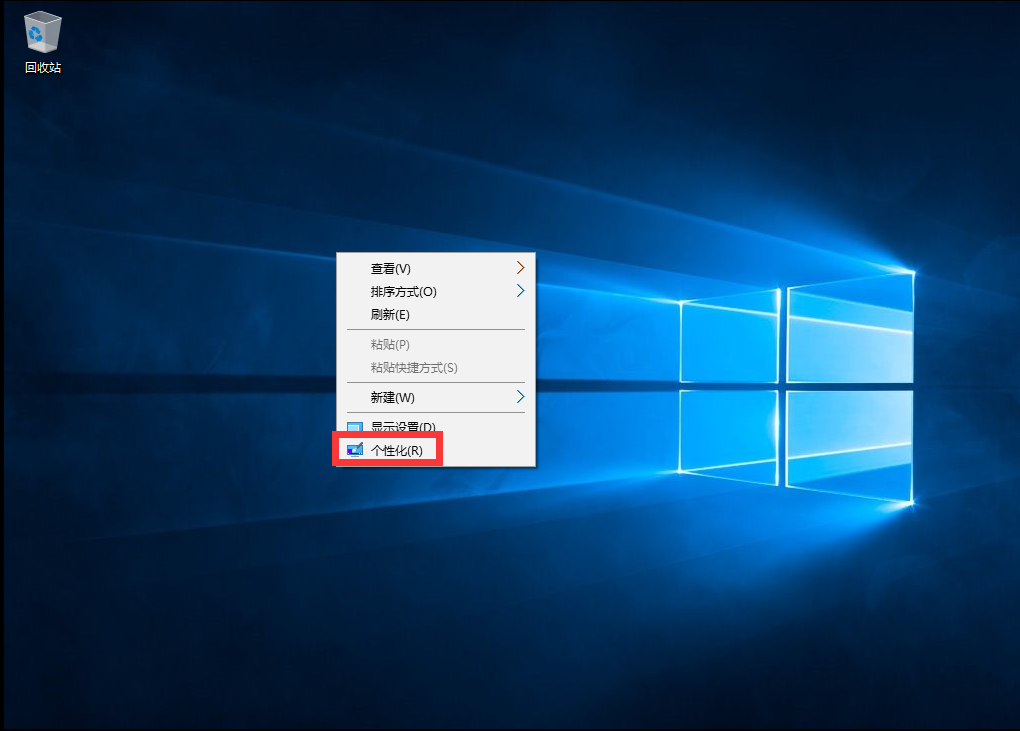 回收站
查看(V)
排序方式(O)
刷新(E)
粘贴(P)
粘贴快捷方式(S)
新建(W)
显示设置(D)
个性化(R)